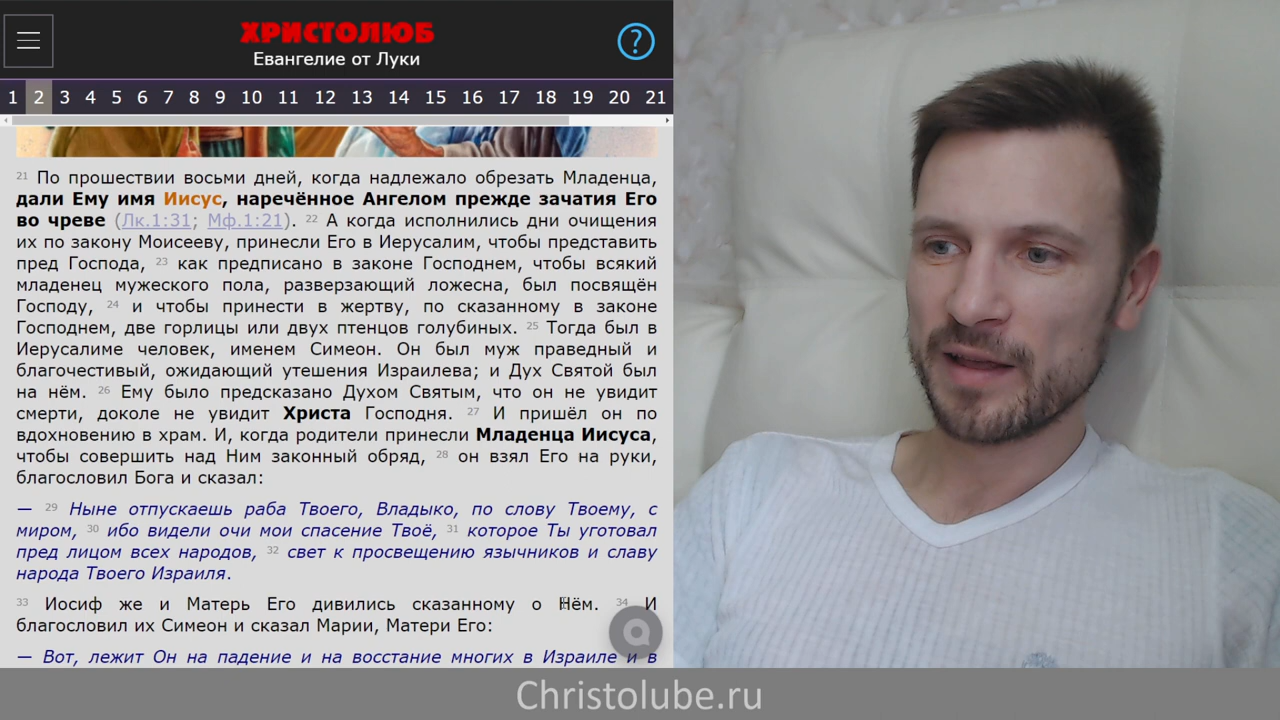 ХРИСТОЛЮБ
Евангелие от Луки
1 2 3 4 5 6 7 8 9 10 11 12 13 14 15 16 17 18 19 20 21
21 По прошествии восьми дней, когда надлежало обрезать Младенца,
дали Ему имя Иисус, наречённое Ангелом прежде зачатия Его
во чреве (Лк.1:31; Мф.1:21). 22 А когда исполнились дни очищения
их по закону Моисееву, принесли Его в Иерусалим, чтобы представить
пред Господа, 23 как предписано в законе Господнем, чтобы всякий
младенец мужеского пола, разверзающий ложесна, был посвящён
Господу, 24 и чтобы принести в жертву, по сказанному в законе
Господнем, две горлицы или двух птенцов голубиных. 25 Тогда был в
Иерусалиме человек, именем Симеон. Он был муж праведный и
благочестивый, ожидающий утешения Израилева; и Дух Святой был
на нём. 26 Ему было предсказано Духом Святым, что он не увидит
смерти, доколе не увидит Христа Господня. 27 И пришёл он по
вдохновению в храм. И, когда родители принесли Младенца Иисуса,
чтобы совершить над Ним законный обряд, 28 он взял Его на руки,
благословил Бога и сказал:
— 29 Ныне отпускаешь раба Твоего, Владыко, по слову Твоему, с
миром, 30 ибо видели очи мои спасение Твоё, 31 которое Ты уготовал
пред лицом всех народов, 32 свет к просвещению язычников и славу
народа Твоего Израиля.
33 Иосиф же и Матерь Его дивились сказанному о Нём. 34 И
благословил их Симеон и сказал Марии, Матери Его:
— Вот, лежит Он на падение и на восстание многих в Израиле и в
Christolube.ru